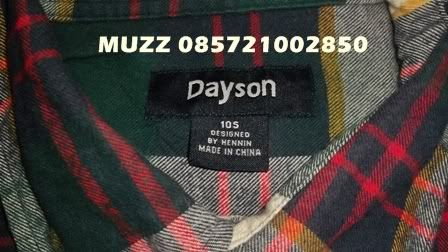 MUZZ 085721002850
Dayson
10S
DESIGNED
BY HENNIN
MADE IN CHINA